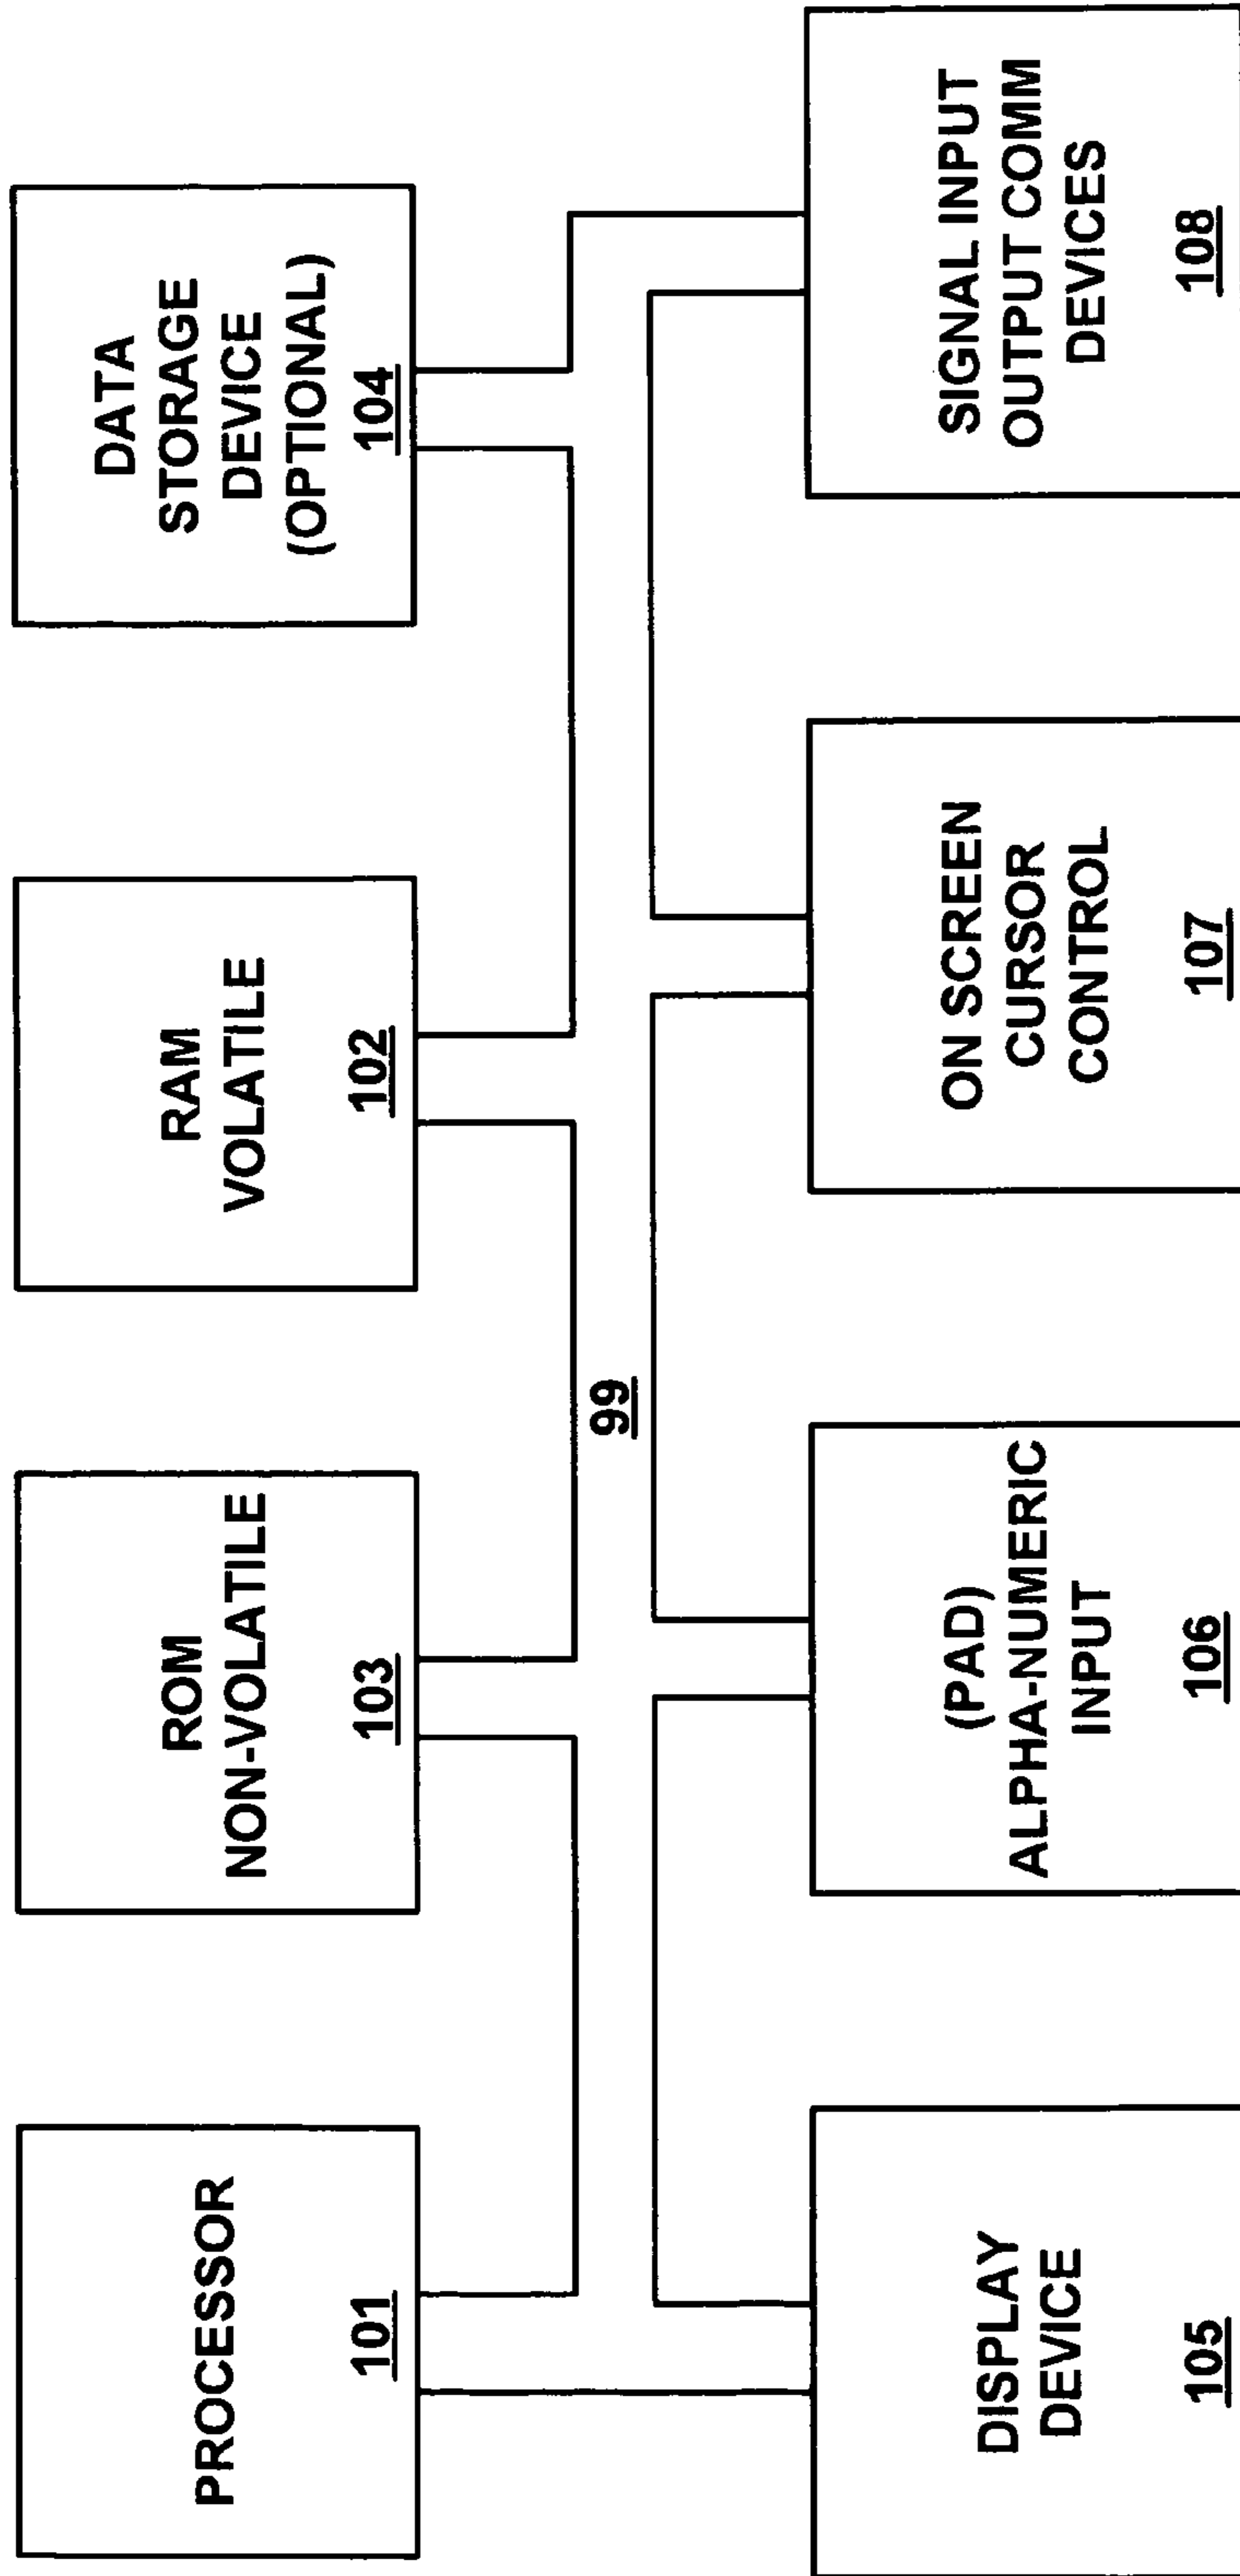 PROCESSOR
101
ROM
NON-VOLATILE
103
RAM
VOLATILE
102
DATA
STORAGE
DEVICE
(OPTIONAL)
104
99
DISPLAY
DEVICE
105
(PAD)
ALPHA-NUMERIC
INPUT
106
ON SCREEN
CURSOR
CONTROL
107
SIGNAL INPUT
OUTPUT COMM
DEVICES
108